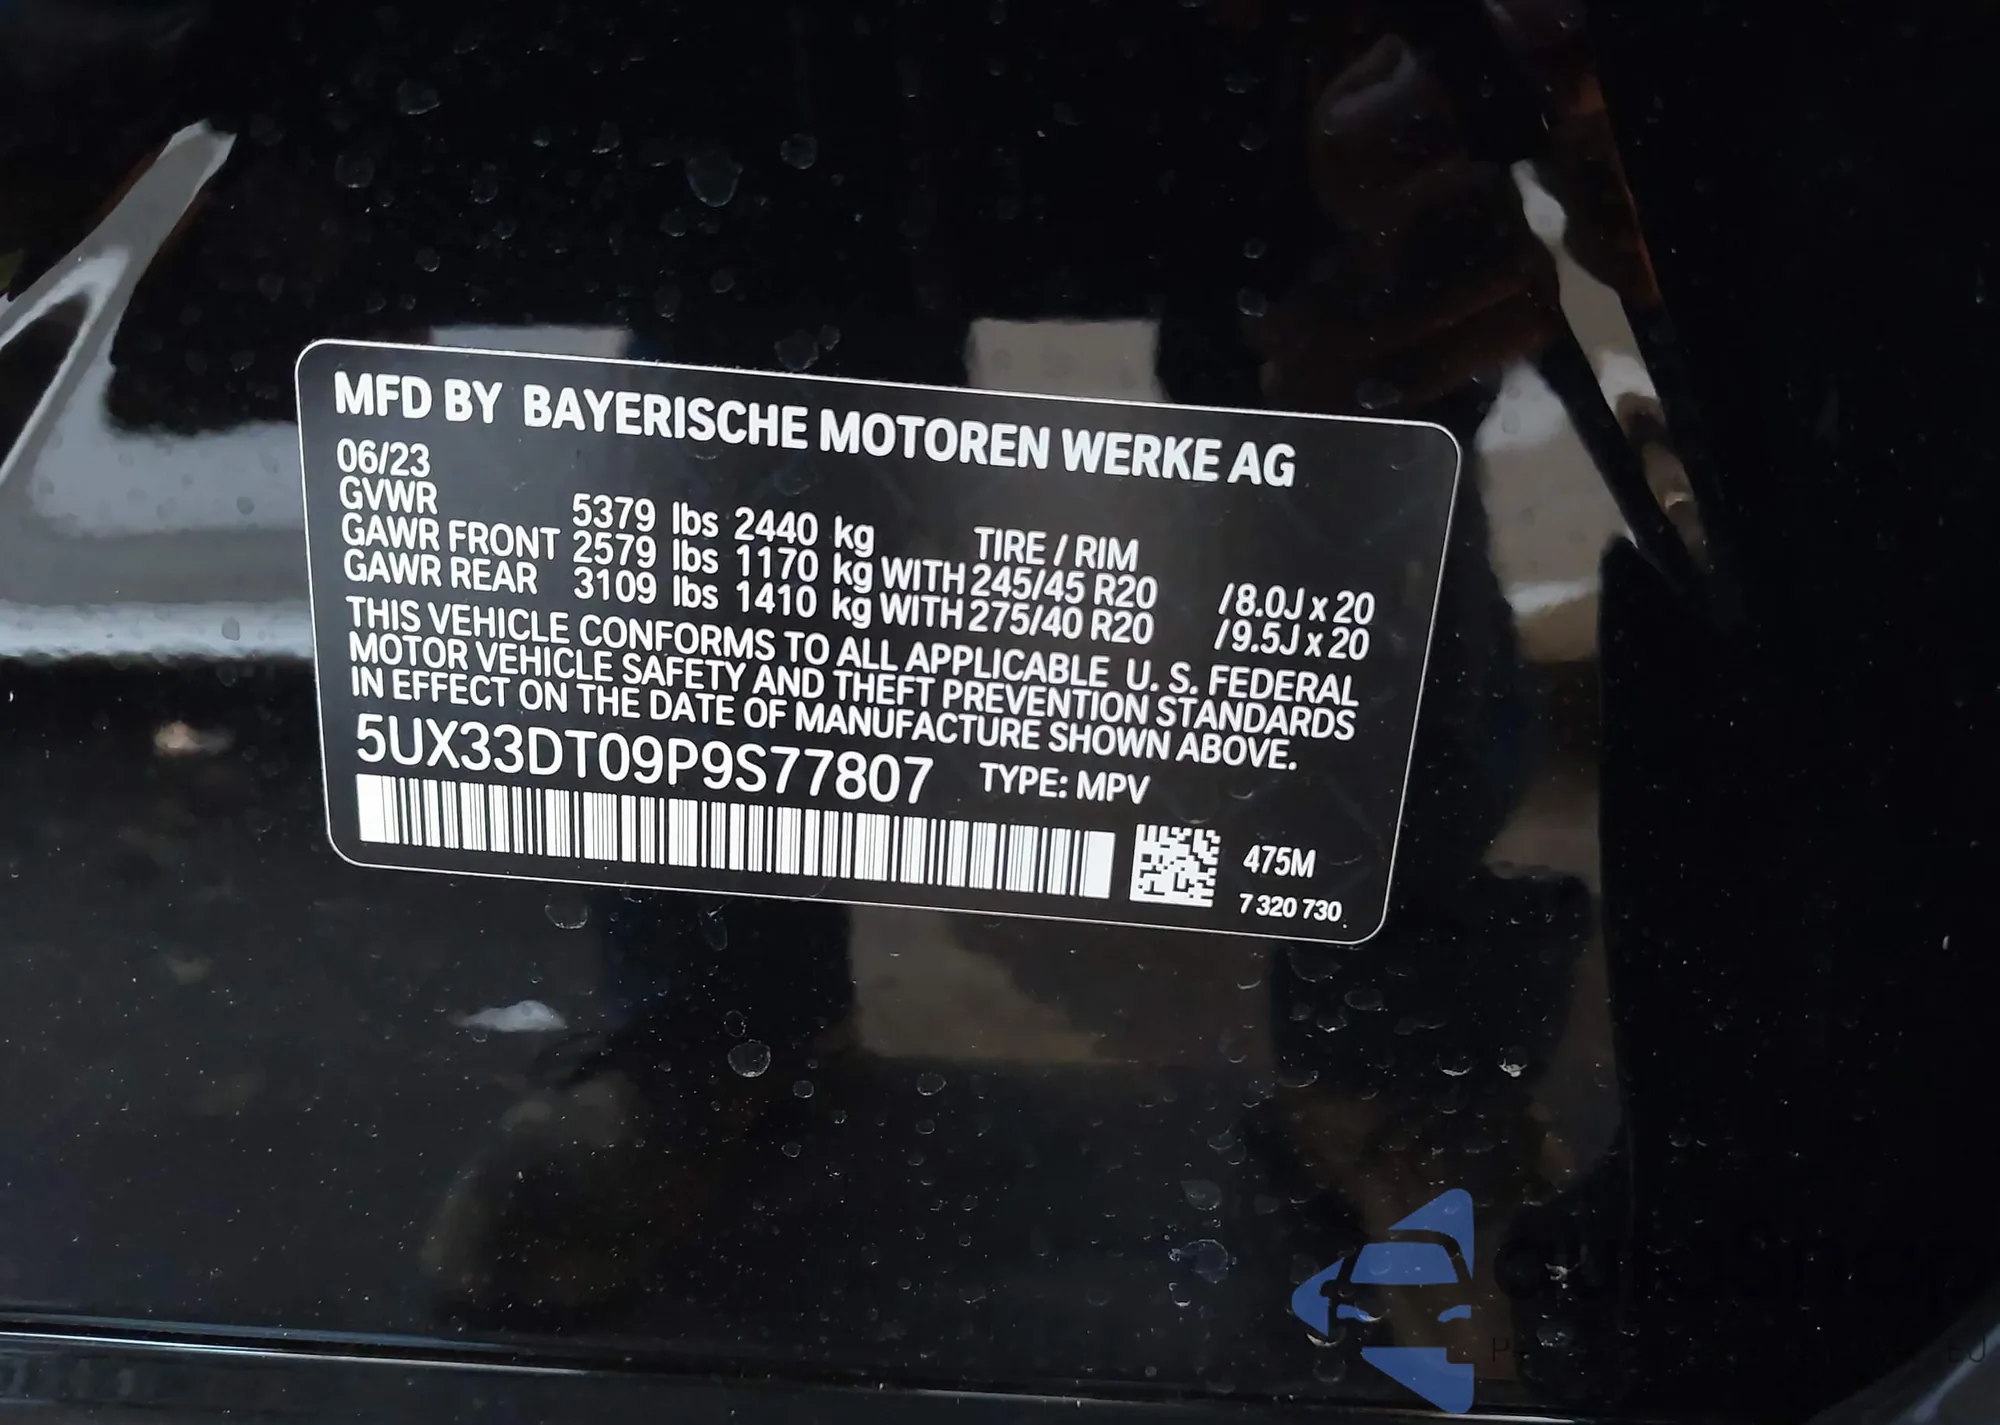 MFD BY BAYERISCHE MOTOREN WERKE AG
06/23
GVWR 5379 lbs 2440 kg TIRE / RIM
GAWR FRONT 2579 lbs 1170 kg WITH 245/45 R20 /8.0J x 20
GAWR REAR 3109 lbs 1410 kg WITH 275/40 R20 /9.5J x 20
THIS VEHICLE CONFORMS TO ALL APPLICABLE U. S. FEDERAL
MOTOR VEHICLE SAFETY AND THEFT PREVENTION STANDARDS
IN EFFECT ON THE DATE OF MANUFACTURE SHOWN ABOVE.
5UX33DT09P9S77807 TYPE: MPV
475M
7 320 730